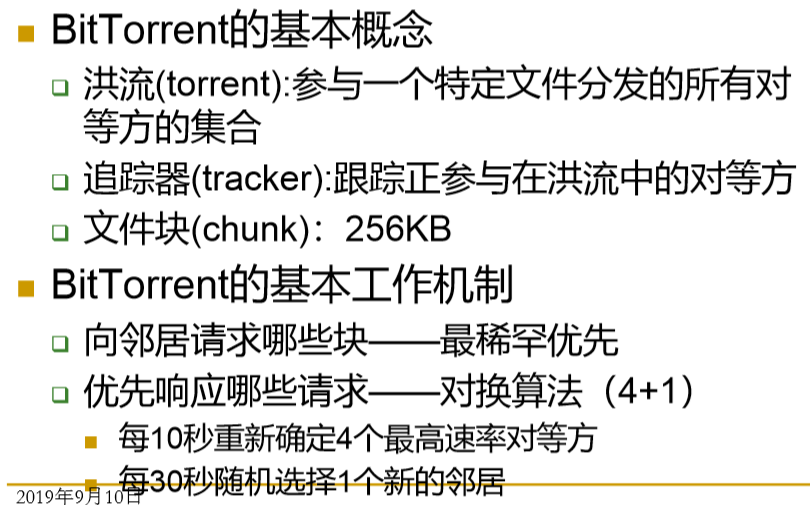 BitTorrent的基本概念
洪流(torrent):参与一个特定文件分发的所有对
等方的集合
追踪器(tracker):跟踪正参与在洪流中的对等方
文件块(chunk)：256KB
BitTorrent的基本工作机制
向邻居请求哪些块——最稀罕优先
优先响应哪些请求——对换算法（4+1）
每10秒重新确定4个最高速率对等方
每30秒随机选择1个新的邻居
2019年9月10日